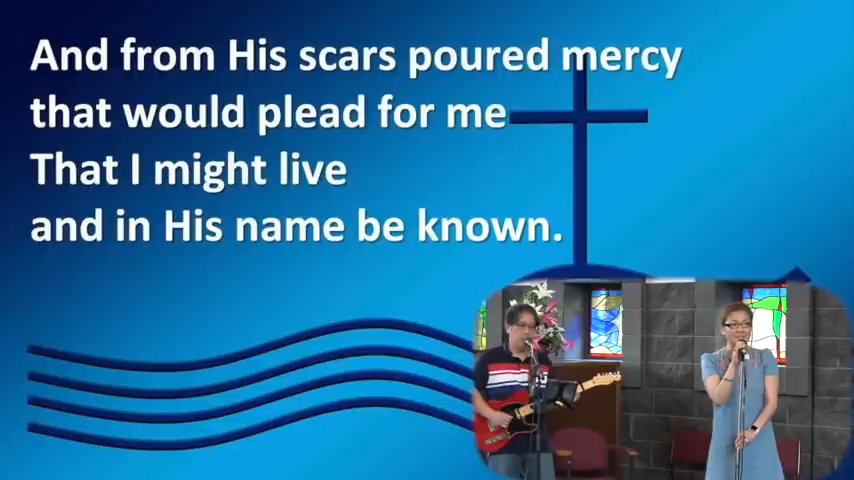 And from His scars poured mercy
that would plead for me
That I might live
and in His name be known.